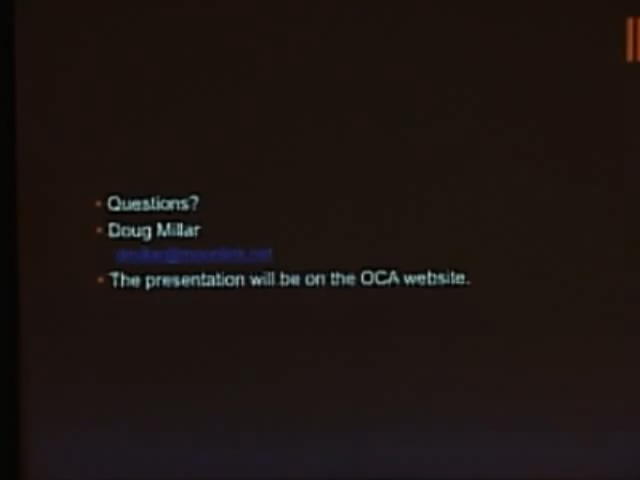 • Questions?
• Doug Millar
• The presentation will be on the OCA website.